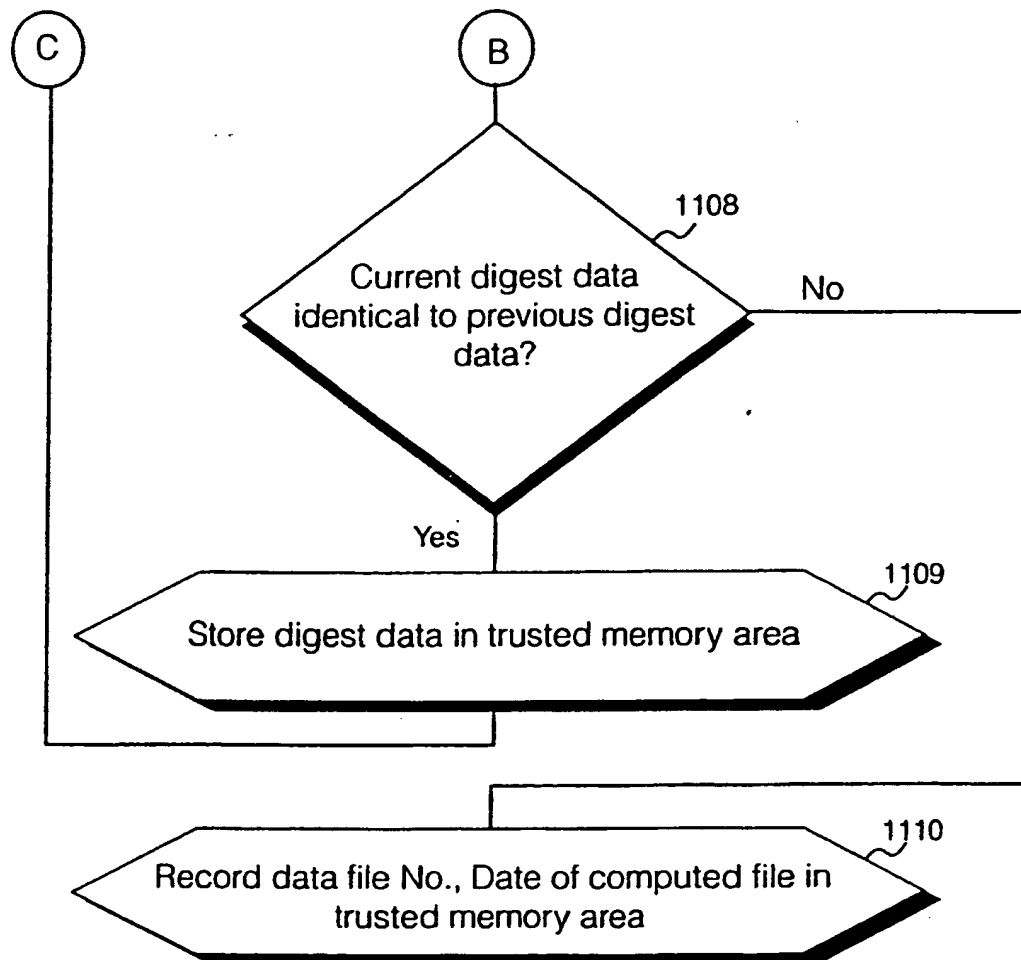 C
B
1108
Current digest data
identical to previous digest
data?
No
Yes
1109
Store digest data in trusted memory area
1110
Record data file No., Date of computed file in
trusted memory area